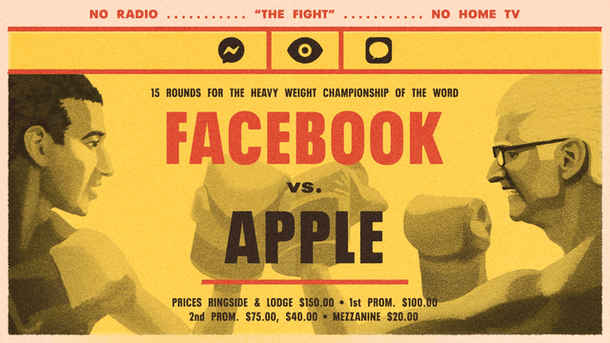 NO RADIO ........... "THE FIGHT" ........... NO HOME TV
15 ROUNDS FOR THE HEAVY WEIGHT CHAMPIONSHIP OF THE WORD
FACEBOOK
vs.
APPLE
PRICES RINGSIDE & LODGE $150.00 • 1st PROM. $100.00
2nd PROM. $75.00, $40.00 • MEZZANINE $20.00